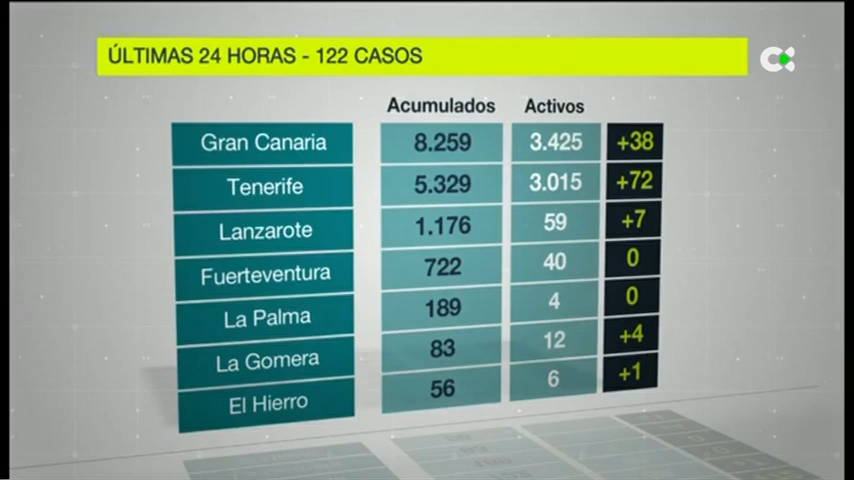 ÚLTIMAS 24 HORAS - 122 CASOS
Acumulados Activos
Gran Canaria 8.259 3.425 +38
Tenerife 5.329 3.015 +72
Lanzarote 1.176 59 +7
Fuerteventura 722 40 0
La Palma 189 4 0
La Gomera 83 12 +4
El Hierro 56 6 +1